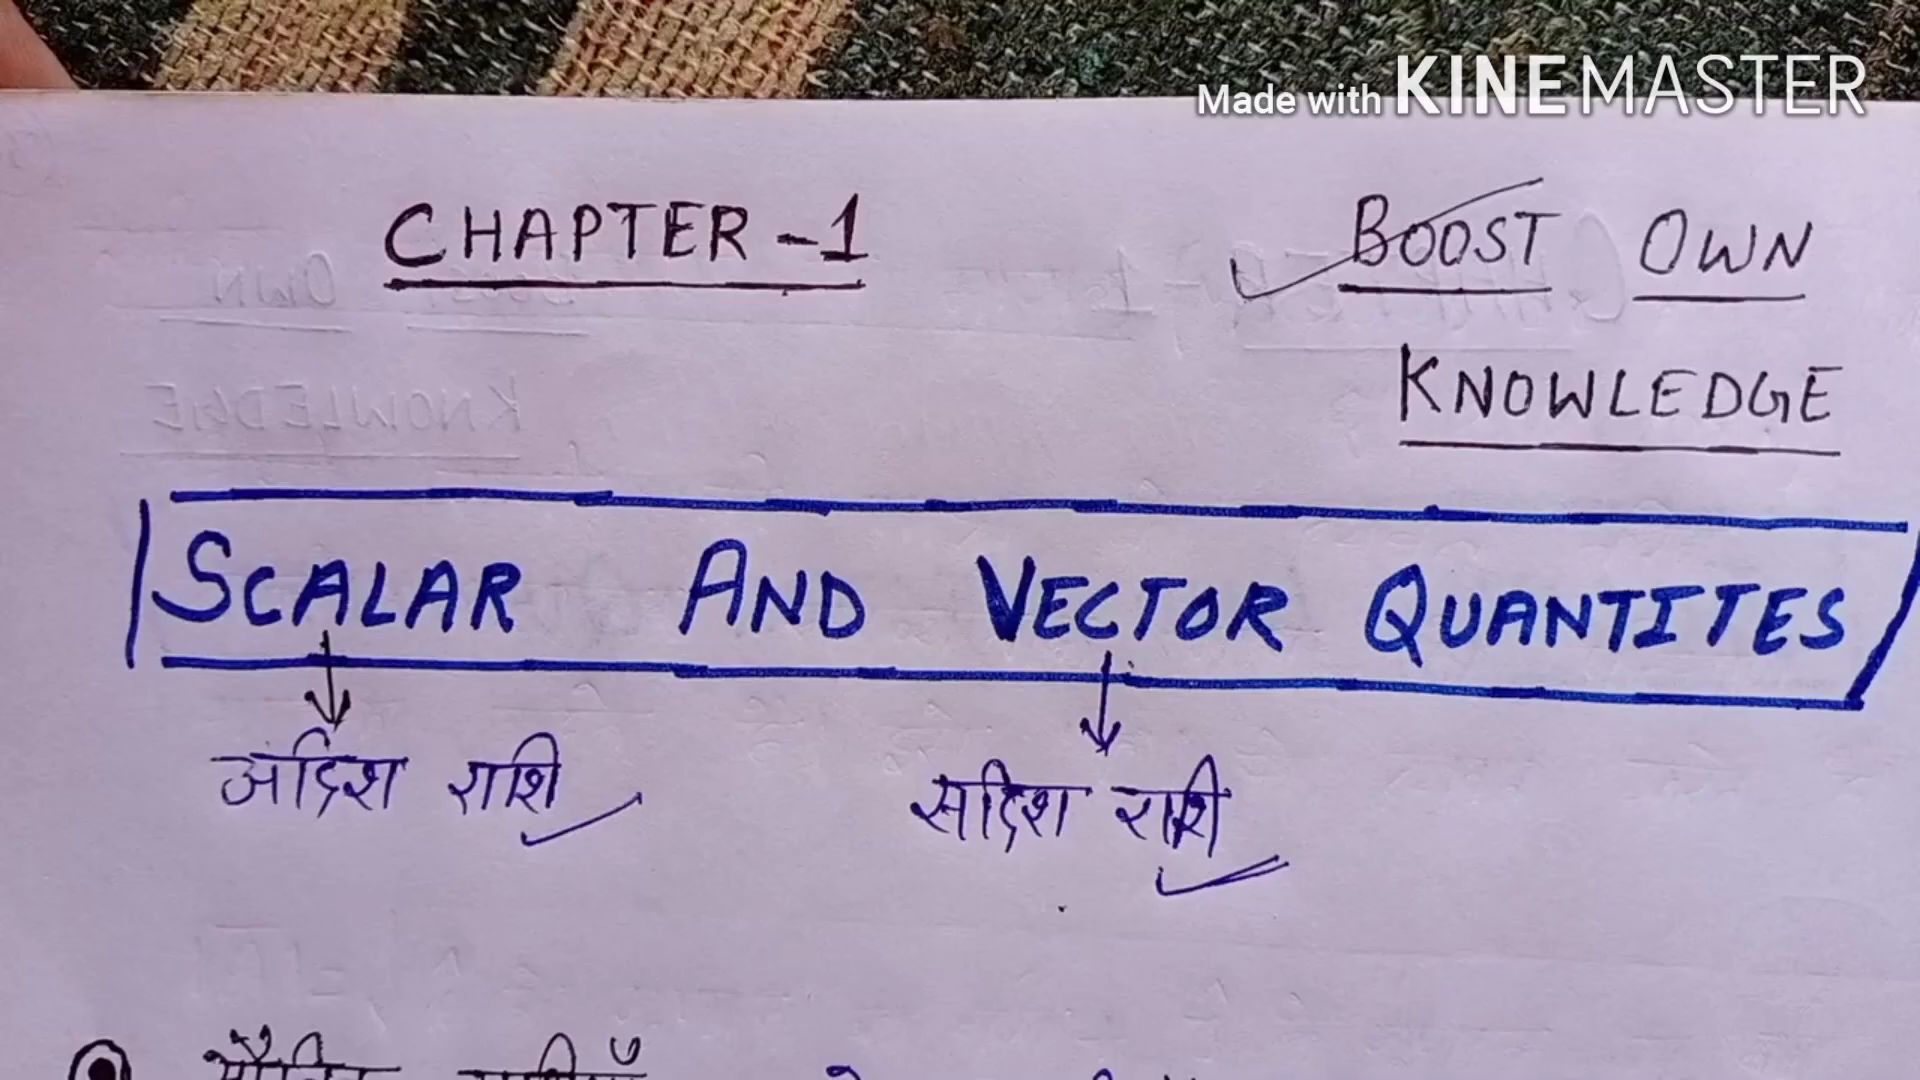 Made with KINEMASTER
CHAPTER-1
BOOST OWN
KNOWLEDGE
SCALAR AND VECTOR QUANTITES
अदिश राशि
सदिश राशि